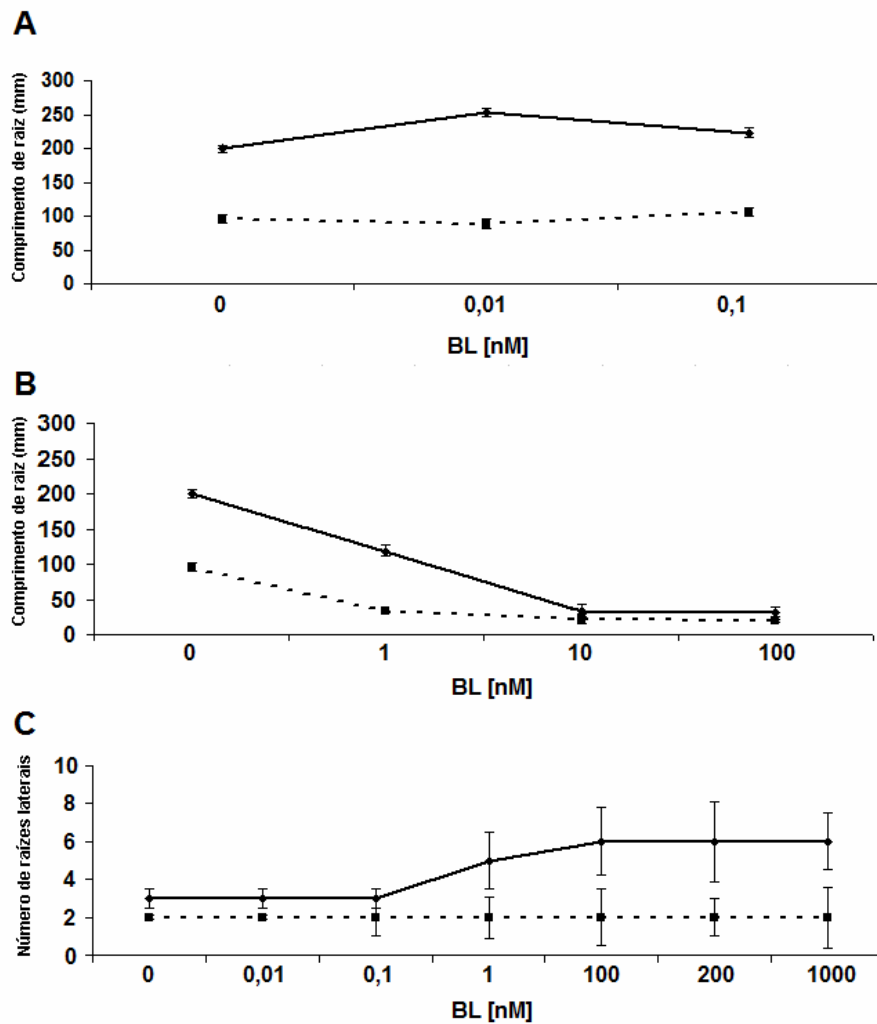 A
Comprimento de raiz (mm)
300
250
200
150
100
50
0
0 0,01 0,1
BL [nM]
B
Comprimento de raiz (mm)
300
250
200
150
100
50
0
0 1 10 100
BL [nM]
C
Número de raízes laterais
10
8
6
4
2
0
0 0,01 0,1 1 100 200 1000
BL [nM]